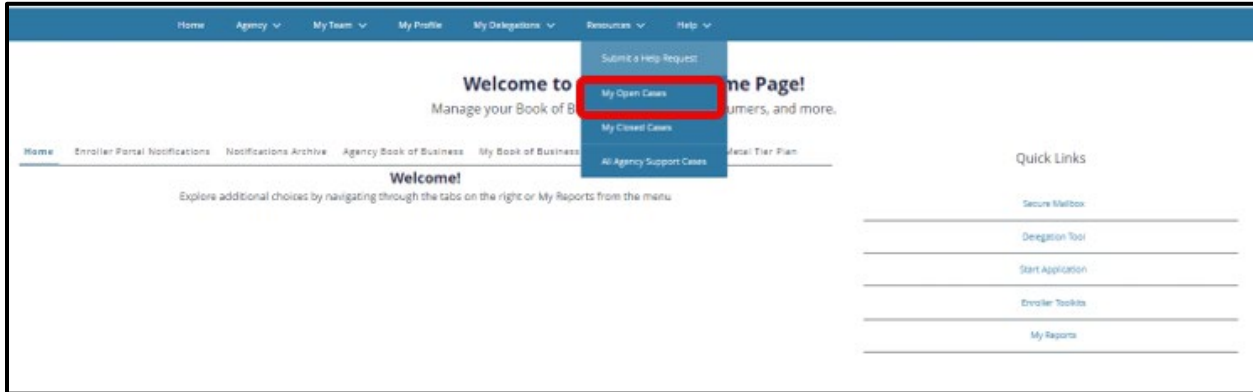 Home Agency My Team My Profile My Delegations Resources Help
Submit a Help Request
My Open Cases
My Closed Cases
All Agency Support Cases
Welcome to me Page!
Manage your Book of B umers, and more.
Home Enroller Portal Notifications Notifications Archive Agency Book of Business My Book of Business Metal Tier Plan
Welcome!
Explore additional choices by navigating through the tabs on the right or My Reports from the menu
Quick Links
Secure Mailbox
Delegation Tool
Start Application
Enroller Toolkits
My Reports